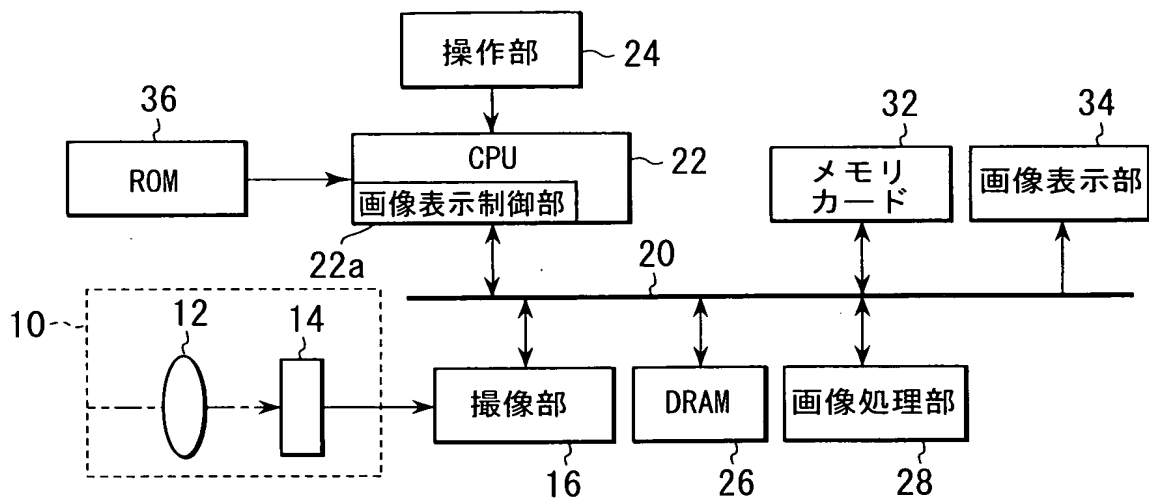 操作部
24
36
ROM
CPU
画像表示制御部
22
22a
32
メモリ
カード
34
画像表示部
20
10
12
14
撮像部
16
DRAM
26
画像処理部
28